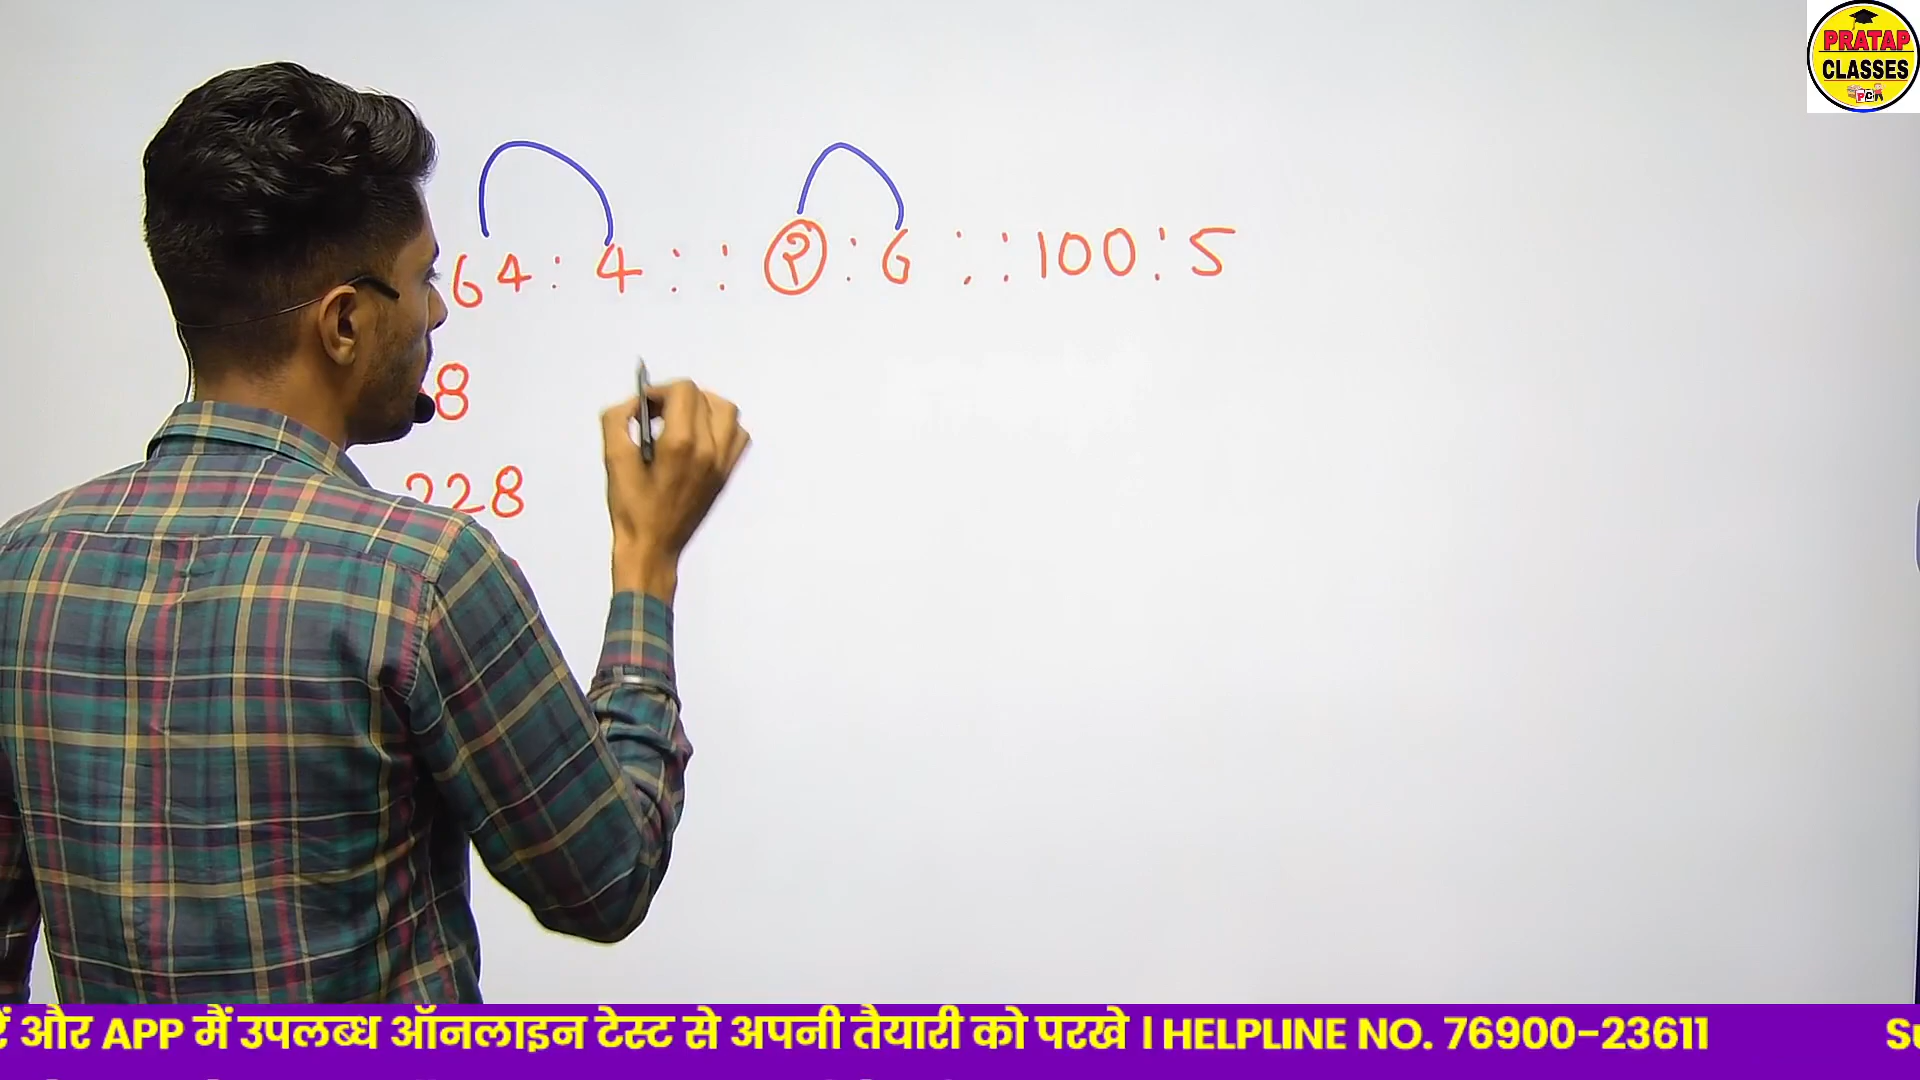 PRATAP
CLASSES
64 : 4 :: ? : 6 :: 100 : 5
8
228
और APP मैं उपलब्ध ऑनलाइन टेस्ट से अपनी तैयारी को परखे । HELPLINE NO. 76900-23611